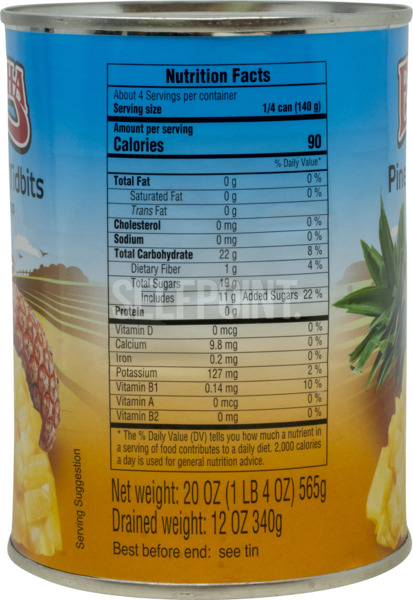 Nutrition Facts
About 4 Servings per container
Serving size 1/4 can (140 g)
Amount per serving
Calories 90
% Daily Value*
Total Fat 0 g 0 %
Saturated Fat 0 g 0 %
Trans Fat 0 g
Cholesterol 0 mg 0 %
Sodium 0 mg 0 %
Total Carbohydrate 22 g 8 %
Dietary Fiber 1 g 4 %
Total Sugars 19 g
Includes 11 g Added Sugars 22 %
Protein 0 g
Vitamin D 0 mcg 0 %
Calcium 9.8 mg 0 %
Iron 0.2 mg 0 %
Potassium 127 mg 2 %
Vitamin B1 0.14 mg 10 %
Vitamin A 0 mcg 0 %
Vitamin B2 0 mg 0 %
* The % Daily Value (DV) tells you how much a nutrient in
a serving of food contributes to a daily diet. 2,000 calories
a day is used for general nutrition advice.
Net weight: 20 OZ (1 LB 4 OZ) 565g
Drained weight: 12 OZ 340g
Best before end: see tin
Serving Suggestion
Tidbits
Pine
SELFPOINT.